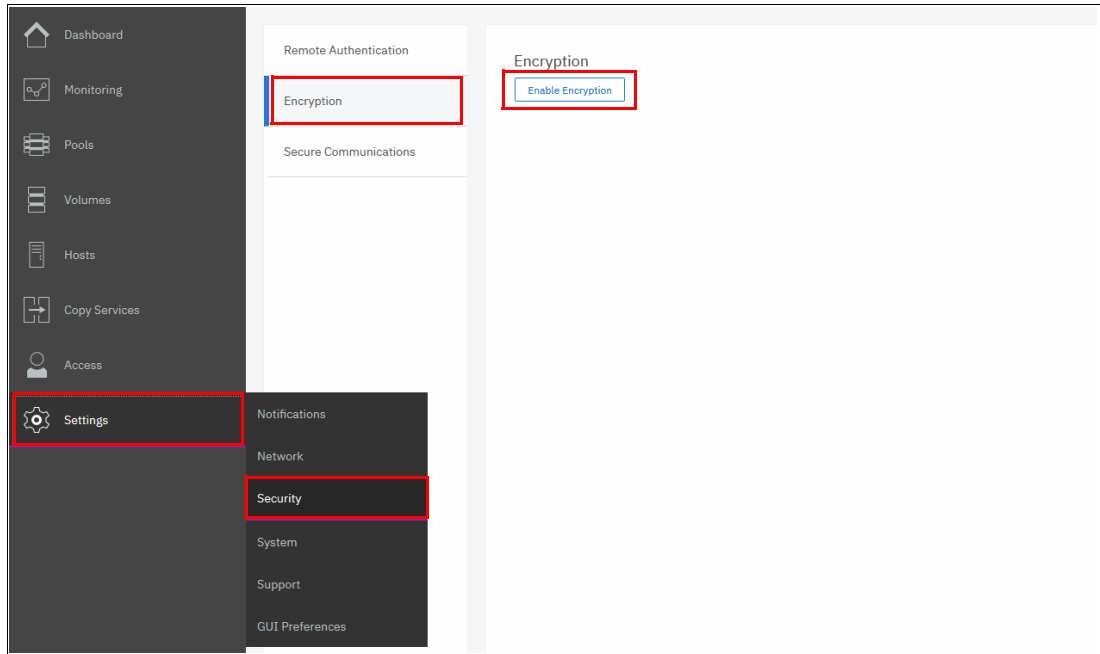 Dashboard
Monitoring
Pools
Volumes
Hosts
Copy Services
Access
Settings
Notifications
Network
Security
System
Support
GUI Preferences
Remote Authentication
Encryption
Secure Communications
Encryption
Enable Encryption